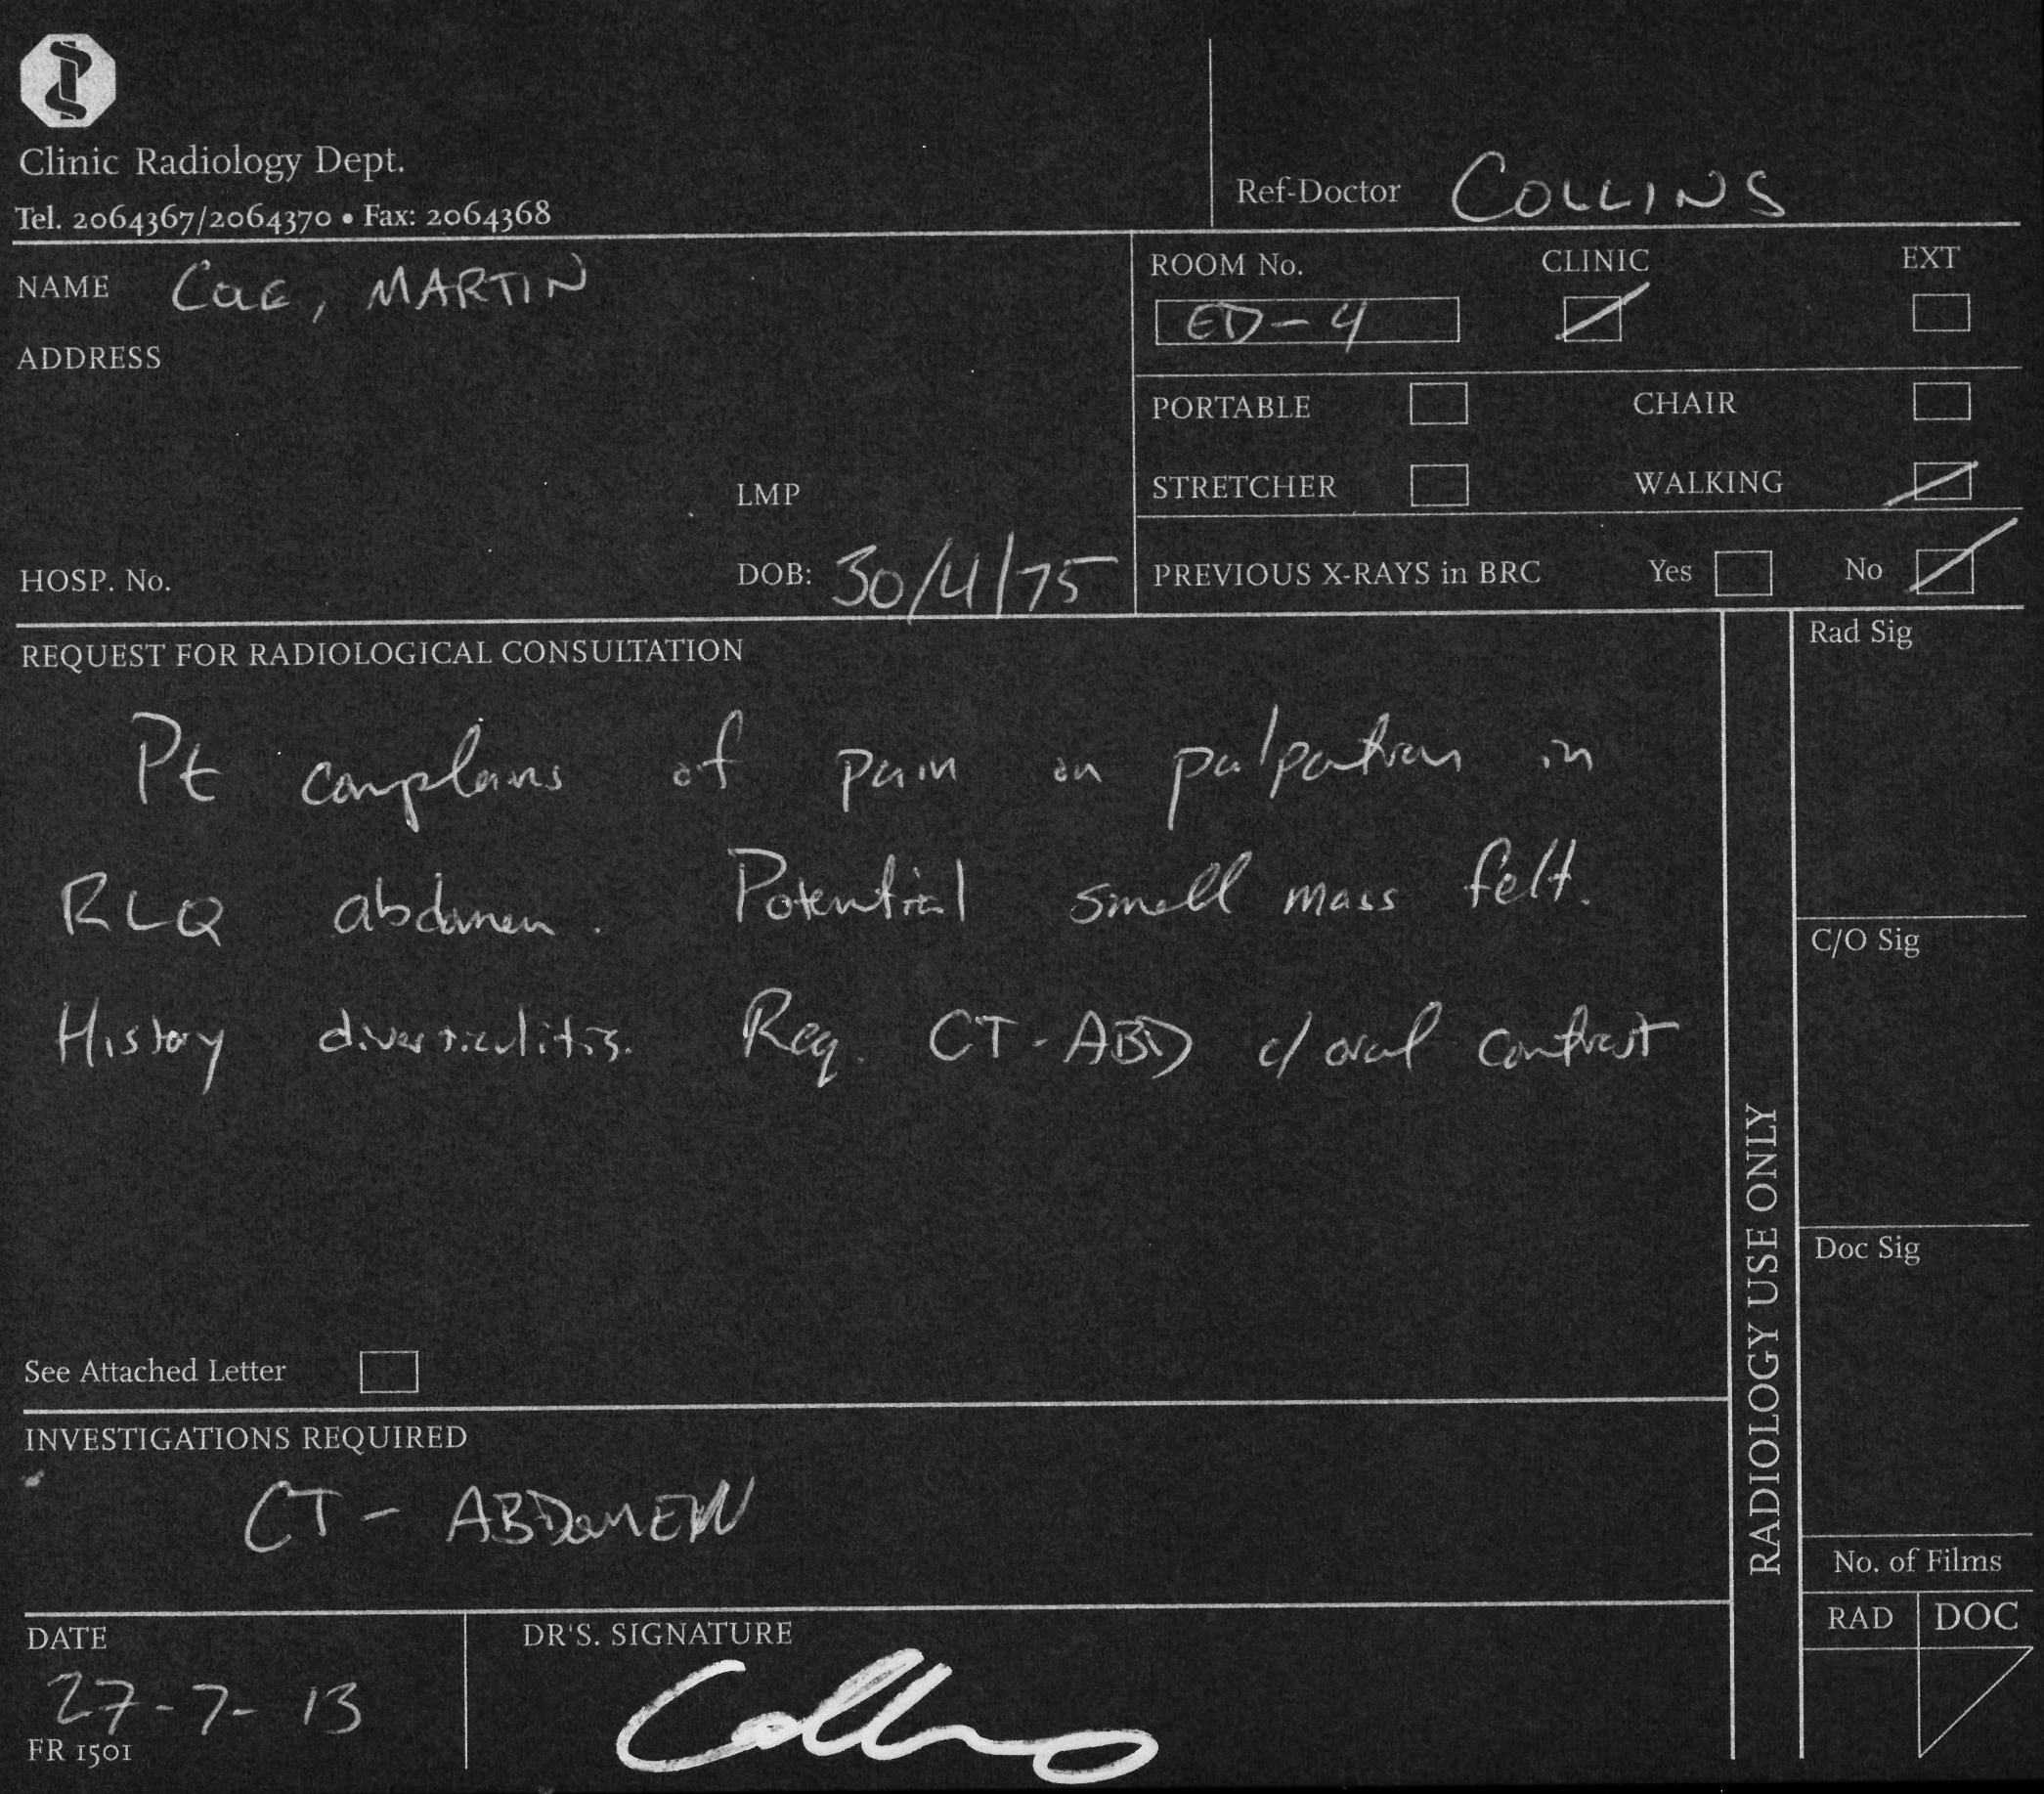 Clinic Radiology Dept.
Tel. 2064367/2064370 • Fax: 2064368
Ref-Doctor COLLINS
NAME COLE, MARTIN
ADDRESS
LMP
HOSP. No.
DOB: 30/4/75
ROOM No. CLINIC EXT
ED-4
PORTABLE CHAIR
STRETCHER WALKING
PREVIOUS X-RAYS in BRC Yes No
REQUEST FOR RADIOLOGICAL CONSULTATION
Pt complains of pain on palpation in
RLQ abdomen. Potential small mass felt.
History diverticulitis. Req. CT-ABD c/ oral contrast
See Attached Letter
INVESTIGATIONS REQUIRED
CT - ABDOMEN
DATE
27-7-13
FR 1501
DR'S. SIGNATURE
Collins
RADIOLOGY USE ONLY
Rad Sig
C/O Sig
Doc Sig
No. of Films
RAD DOC